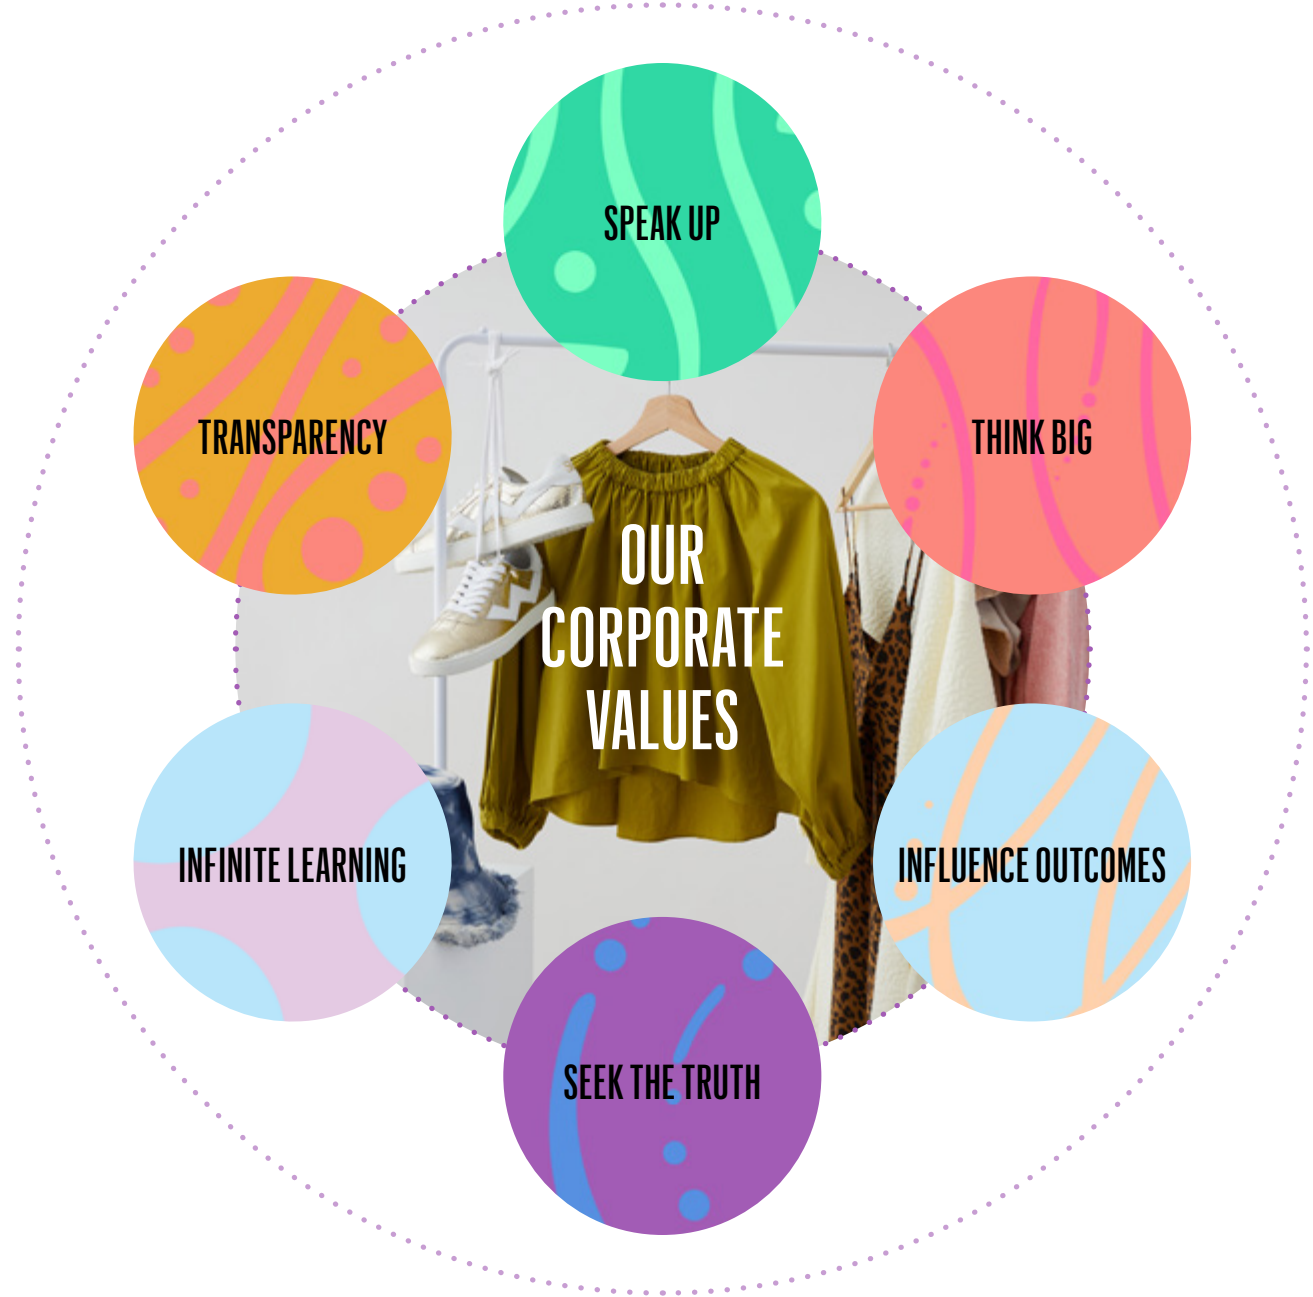 SPEAK UP
TRANSPARENCY
THINK BIG
OUR
CORPORATE
VALUES
INFINITE LEARNING
INFLUENCE OUTCOMES
SEEK THE TRUTH